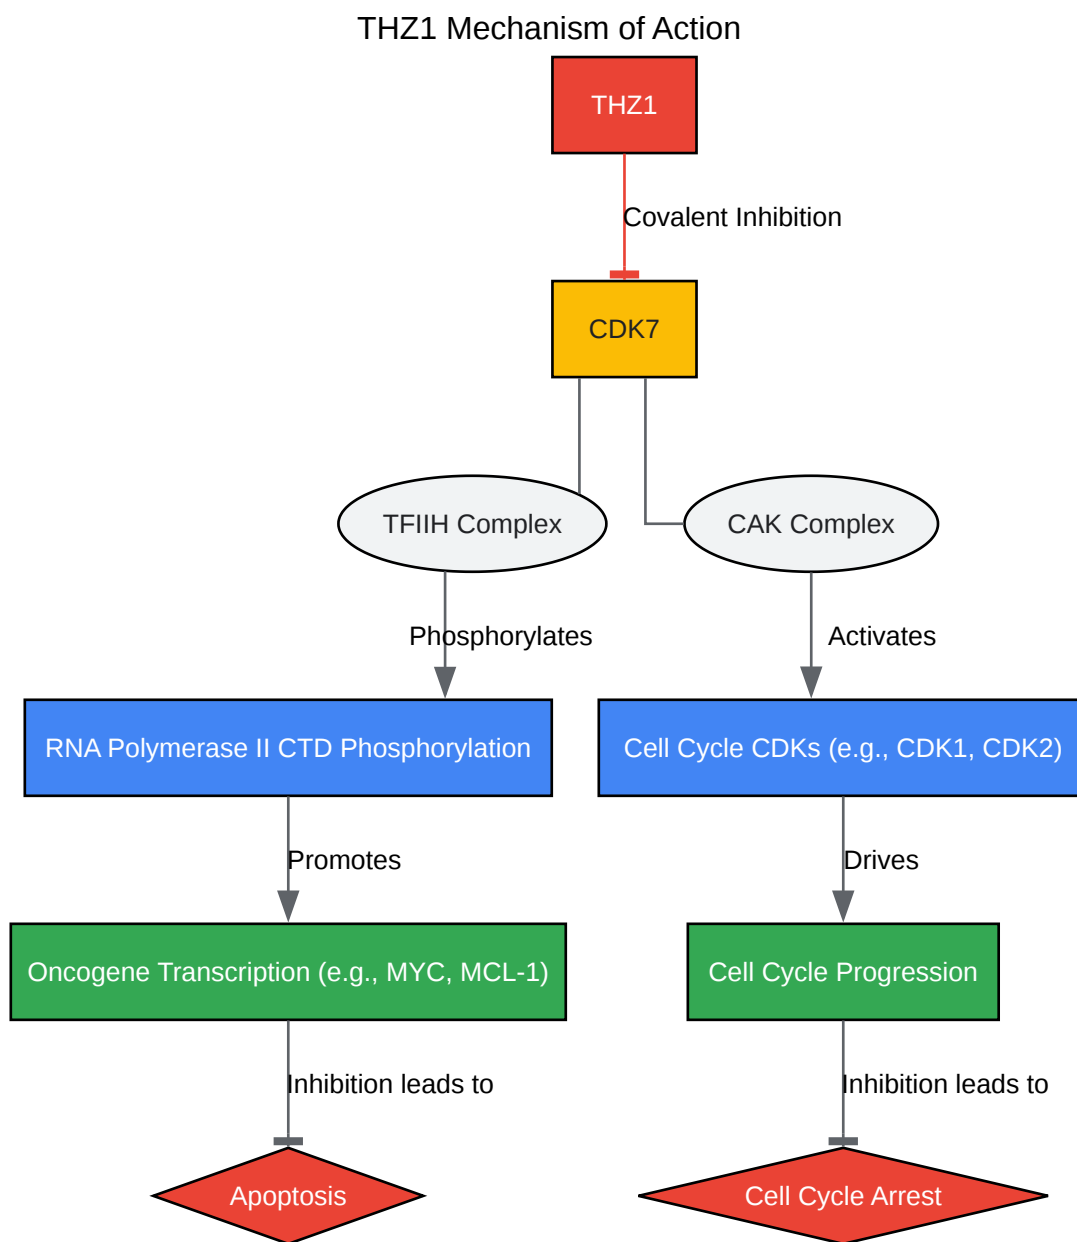 THZ1 Mechanism of Action
THZ1
Covalent Inhibition
CDK7
TFIIH Complex
CAK Complex
Phosphorylates
Activates
RNA Polymerase II CTD Phosphorylation
Cell Cycle CDKs (e.g., CDK1, CDK2)
Promotes
Drives
Oncogene Transcription (e.g., MYC, MCL-1)
Cell Cycle Progression
Inhibition leads to
Inhibition leads to
Apoptosis
Cell Cycle Arrest